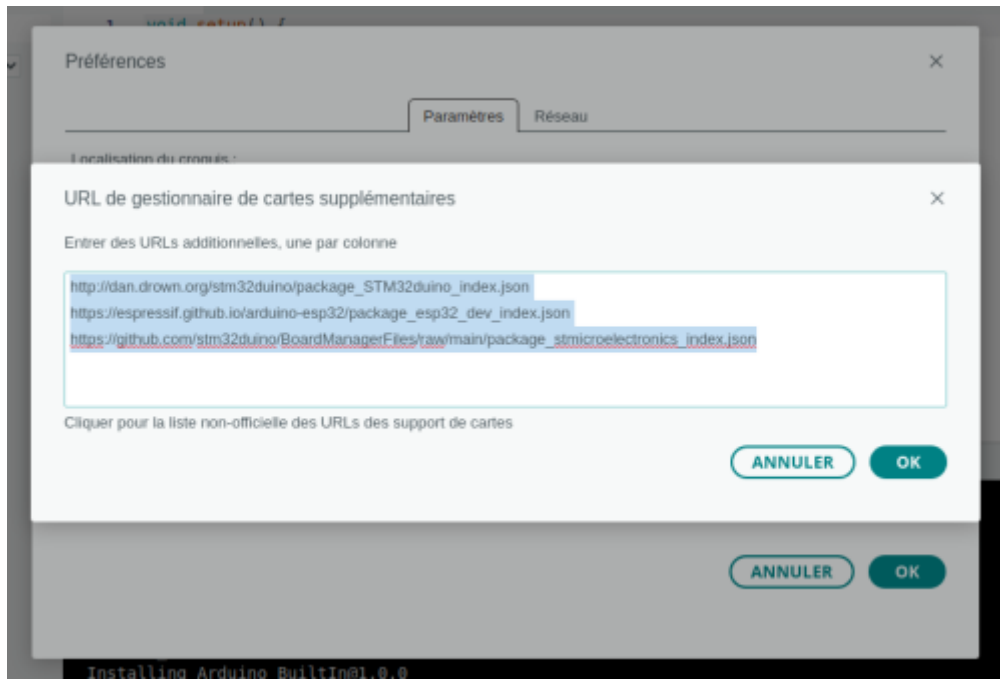 1 void setup() {
Préférences
Paramètres Réseau
Localisation du croquis :
URL de gestionnaire de cartes supplémentaires
Entrer des URLs additionnelles, une par colonne
http://dan.drown.org/stm32duino/package_STM32duino_index.json
https://espressif.github.io/arduino-esp32/package_esp32_dev_index.json
https://github.com/stm32duino/BoardManagerFiles/raw/main/package_stmicroelectronics_index.json
Cliquer pour la liste non-officielle des URLs des support de cartes
ANNULER OK
ANNULER OK
Installing Arduino_BuiltIn@1.0.0